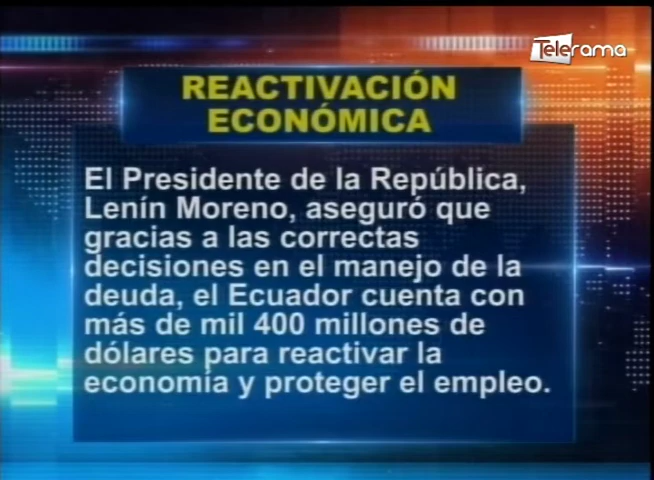 Telerama
REACTIVACIÓN
ECONÓMICA
El Presidente de la República,
Lenín Moreno, aseguró que
gracias a las correctas
decisiones en el manejo de la
deuda, el Ecuador cuenta con
más de mil 400 millones de
dólares para reactivar la
economía y proteger el empleo.